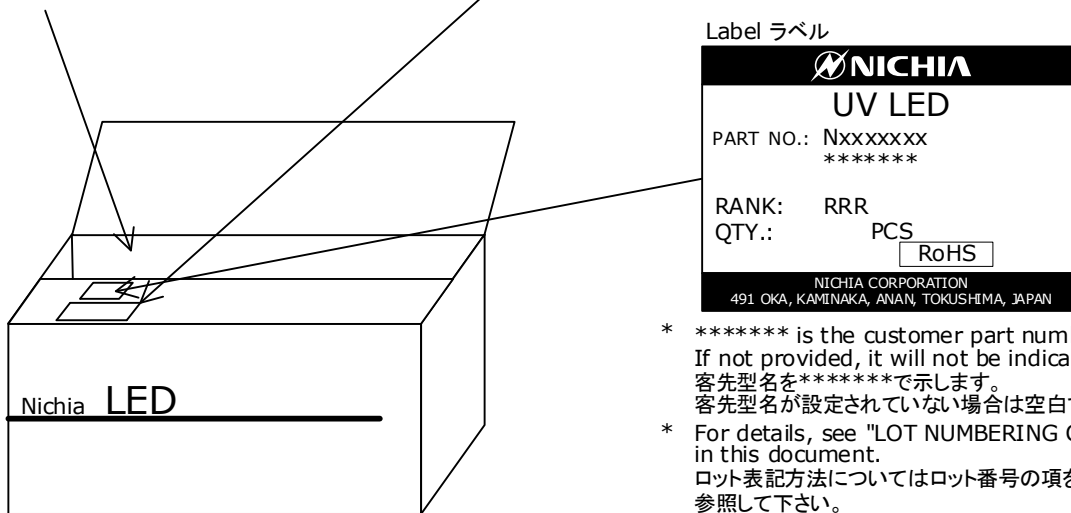 Label ラベル
NICHIA
UV LED
PART NO.: Nxxxxxxx
*******
RANK: RRR
QTY.: PCS
RoHS
NICHIA CORPORATION
491 OKA, KAMINAKA, ANAN, TOKUSHIMA, JAPAN
* ******* is the customer part num
If not provided, it will not be indica
客先型名を*******で示します。
客先型名が設定されていない場合は空白
* For details, see "LOT NUMBERING
in this document.
ロット表記方法についてはロット番号の項を
参照して下さい。
Nichia LED